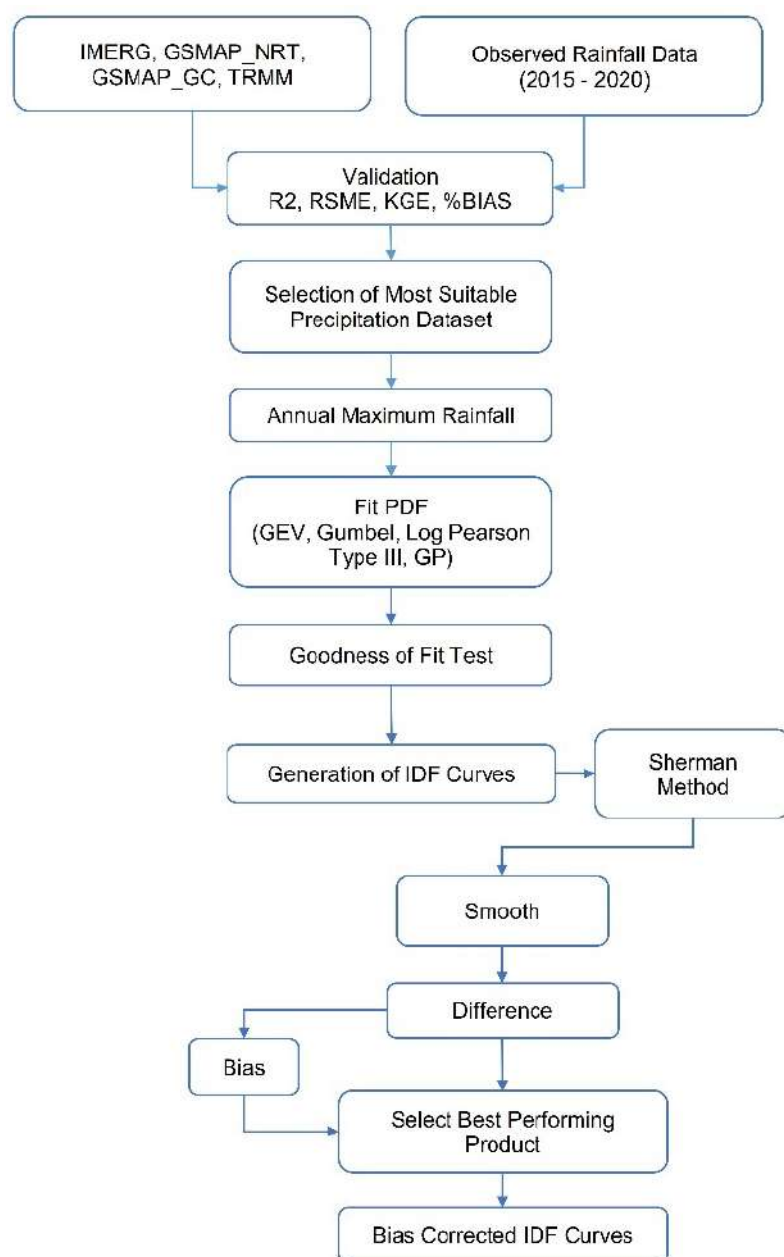 IMERG, GSMAP_NRT,
GSMAP_GC, TRMM
Observed Rainfall Data
(2015 - 2020)
Validation
R2, RSME, KGE, %BIAS
Selection of Most Suitable
Precipitation Dataset
Annual Maximum Rainfall
Fit PDF
(GEV, Gumbel, Log Pearson
Type III, GP)
Goodness of Fit Test
Generation of IDF Curves
Sherman
Method
Smooth
Difference
Bias
Select Best Performing
Product
Bias Corrected IDF Curves